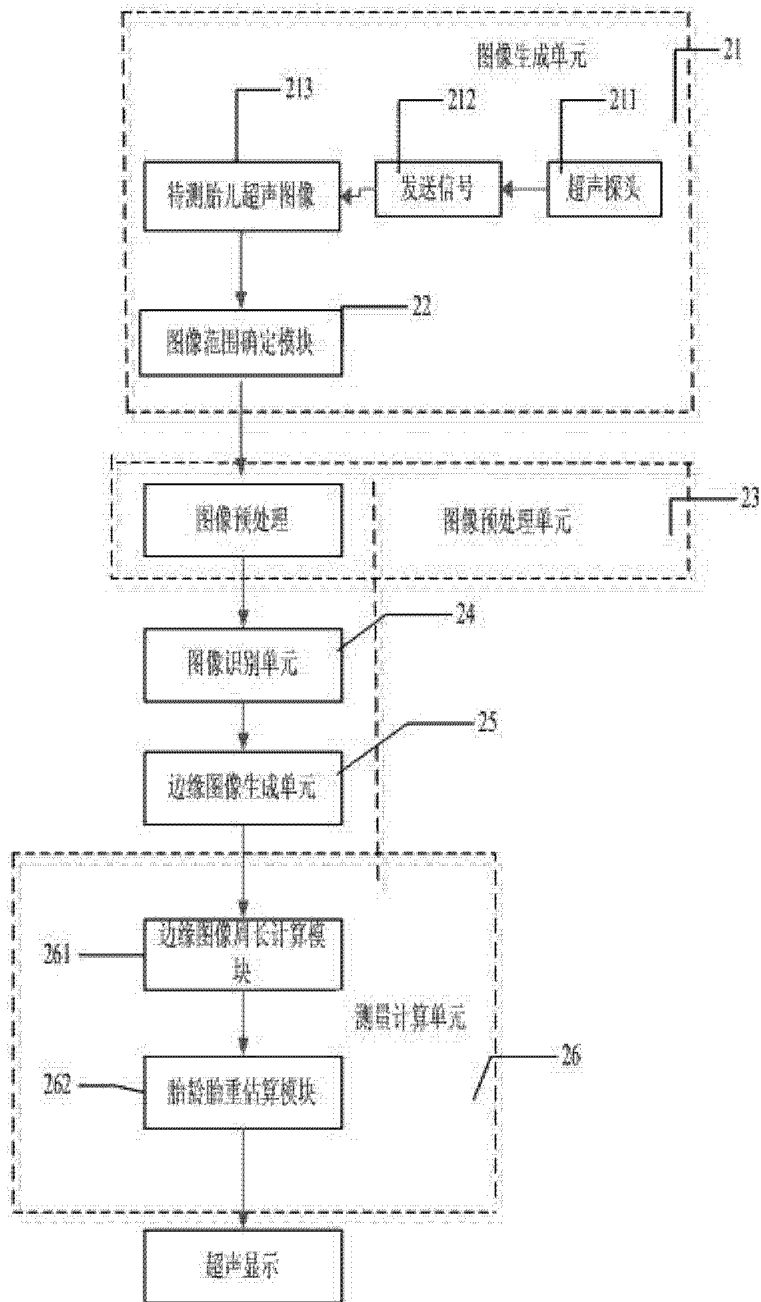 图像生成单元
21
213
212
211
特测胎儿超声图像
发送信号
超声探头
22
图像范围确定模块
图像预处理
图像预处理单元
23
24
图像识别单元
25
边缘图像生成单元
261
边缘图像周长计算模
块
测量计算单元
26
262
胎龄胎重估算模块
超声显示